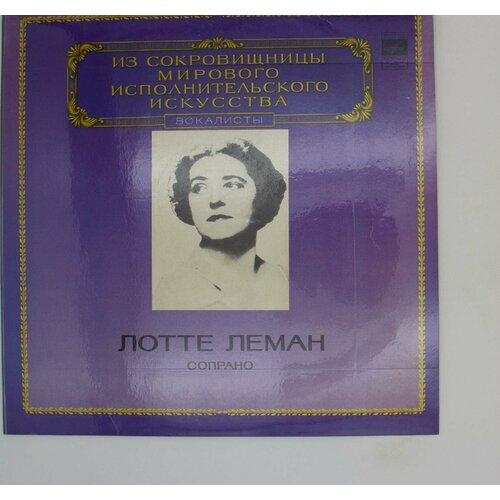 ИЗ СОКРОВИЩНИЦЫ
МИРОВОГО
ИСПОЛНИТЕЛЬСКОГО
ИСКУССТВА
ВОКАЛИСТЫ
ЛОТТЕ ЛЕМАН
СОПРАНО